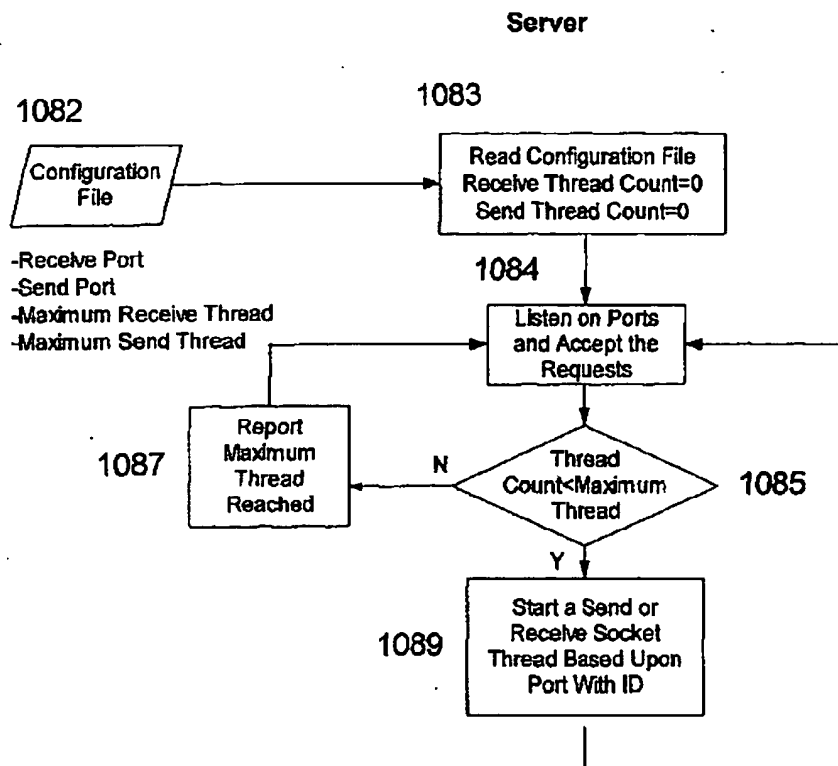 Server
1082
1083
Configuration
File
Read Configuration File
Receive Thread Count=0
Send Thread Count=0
-Receive Port
-Send Port
-Maximum Receive Thread
-Maximum Send Thread
1084
Listen on Ports
and Accept the
Requests
1087
Report
Maximum
Thread
Reached
N
Thread
Count<Maximum
Thread
1085
Y
1089
Start a Send or
Receive Socket
Thread Based Upon
Port With ID